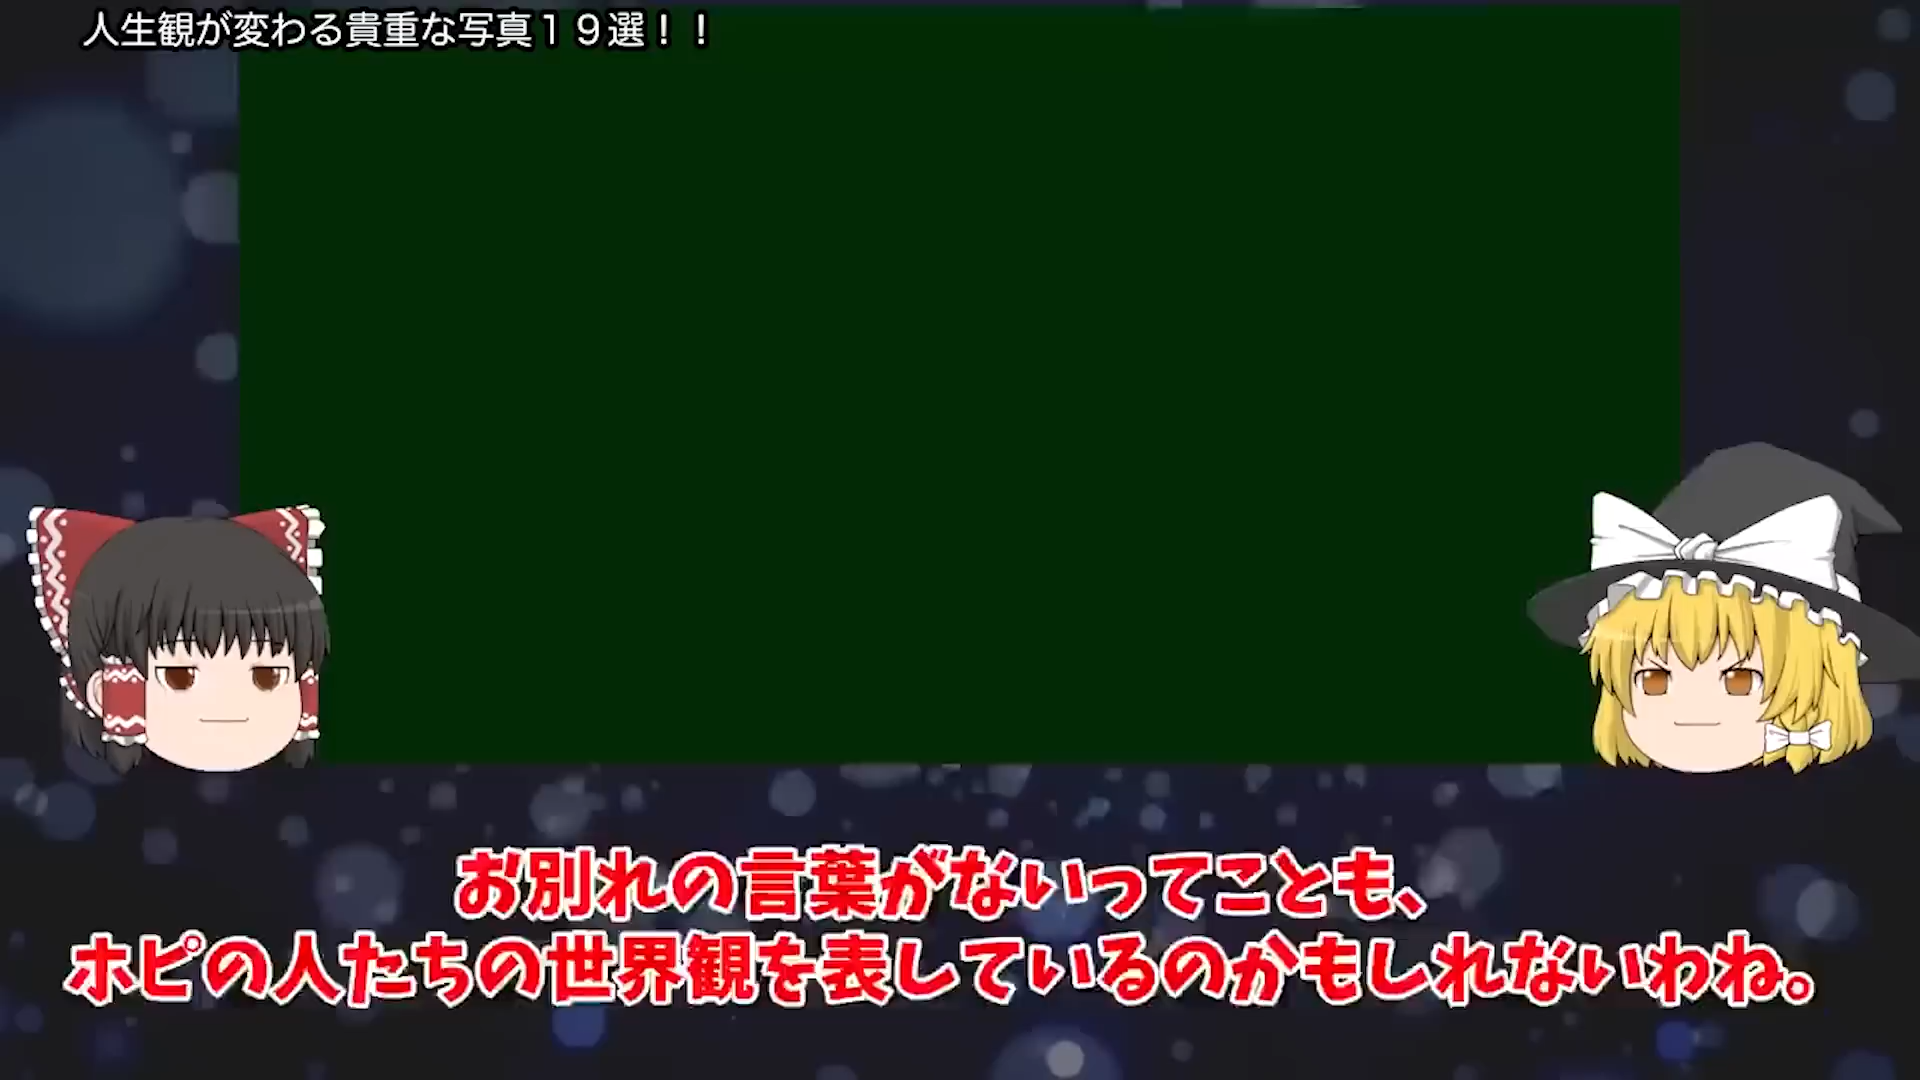 人生観が変わる貴重な写真１９選！！
お別れの言葉がないってことも、
ホピの人たちの世界観を表しているのかもしれないわね。